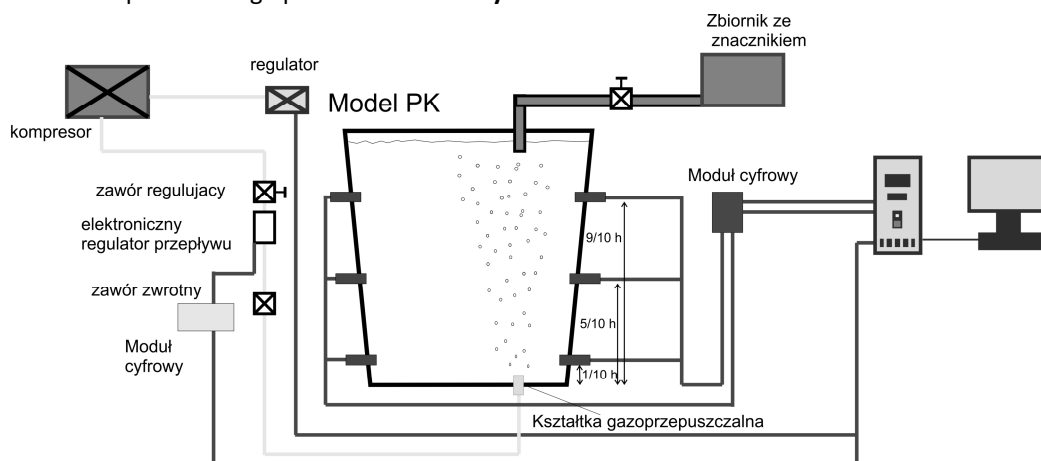 Zbiornik ze
znacznikiem
regulator
Model PK
kompresor
zawór regulujacy
elektroniczny
regulator przepływu
zawór zwrotny
Moduł
cyfrowy
Moduł cyfrowy
9/10 h
5/10 h
1/10 h
Kształtka gazoprzepuszczalna